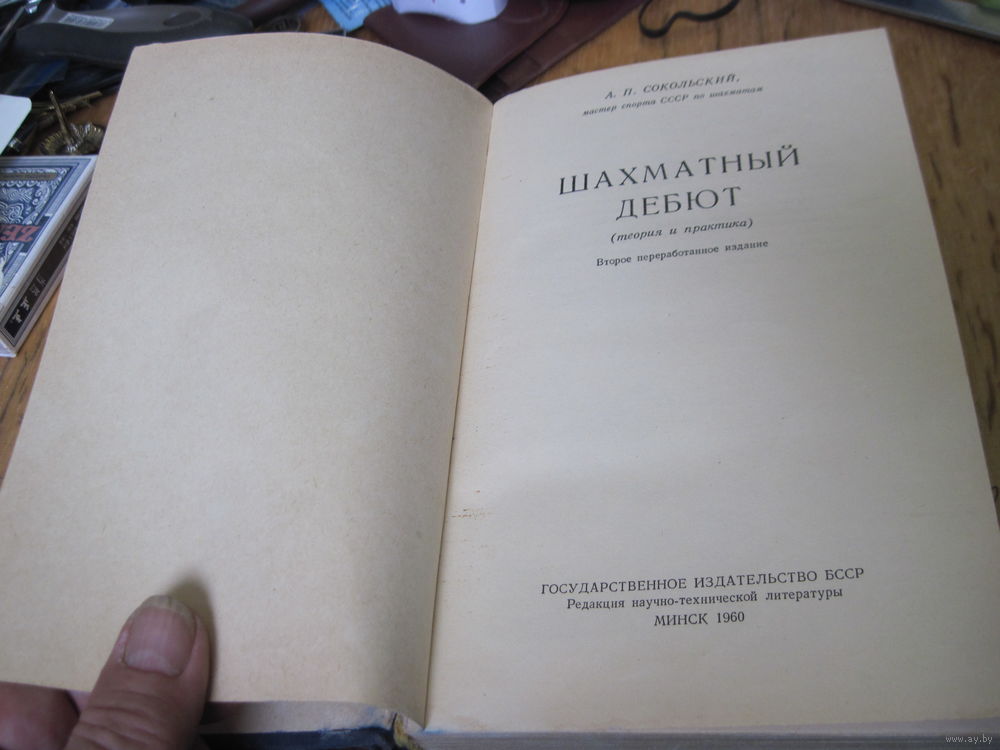 А. П. СОКОЛЬСКИЙ,
мастер спорта СССР по шахматам
ШАХМАТНЫЙ
ДЕБЮТ
(теория и практика)
Второе переработанное издание
ГОСУДАРСТВЕННОЕ ИЗДАТЕЛЬСТВО БССР
Редакция научно-технической литературы
МИНСК 1960
www.ay.by